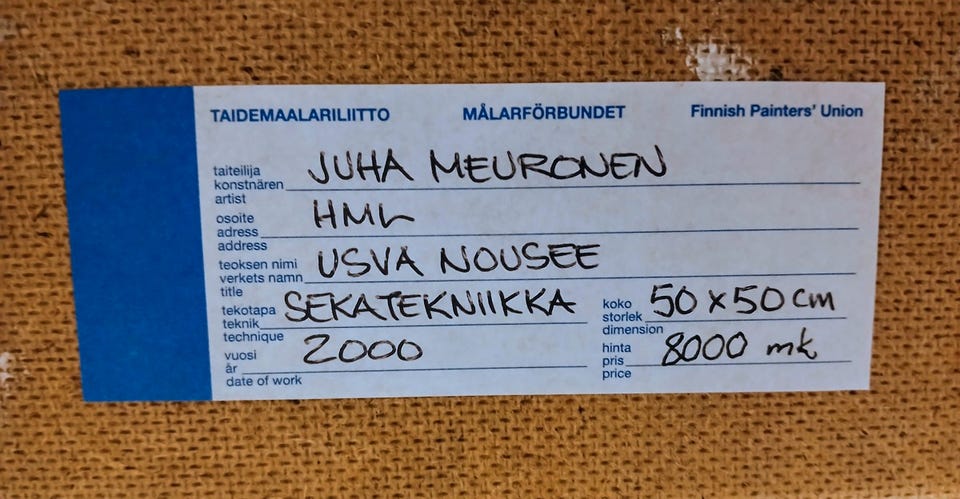 TAIDEMAALARILIITTO MÅLARFÖRBUNDET Finnish Painters' Union
taiteilija
konstnären JUHA MEURONEN
artist
osoite
adress HML
address
teoksen nimi
verkets namn USVA NOUSEE
title
tekotapa
teknik SEKATEKNIIKKA
technique
koko
storlek 50 x 50 cm
dimension
vuosi
år 2000
date of work
hinta
pris 8000 mk
price